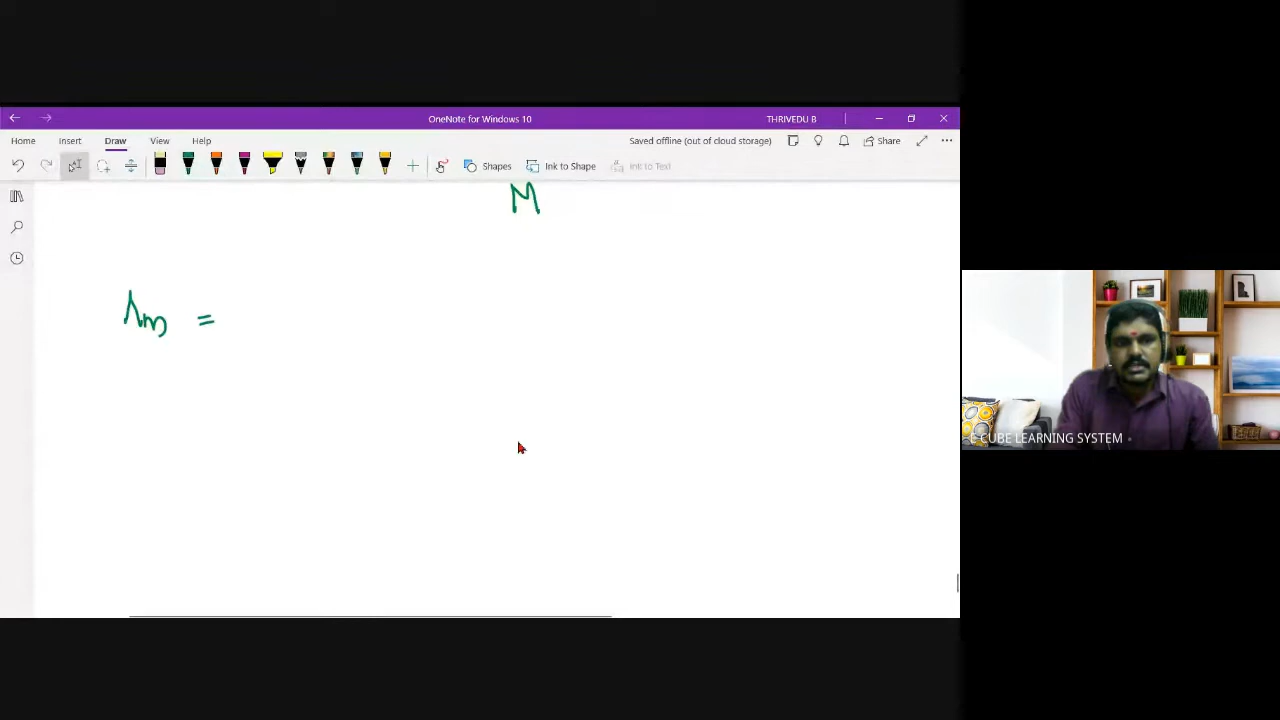 OneNote for Windows 10
THRIVEDU B
Home Insert Draw View Help
Saved offline (out of cloud storage)
Share
Shapes
Ink to Shape
Ink to Text
M
Λm =
E CUBE LEARNING SYSTEM